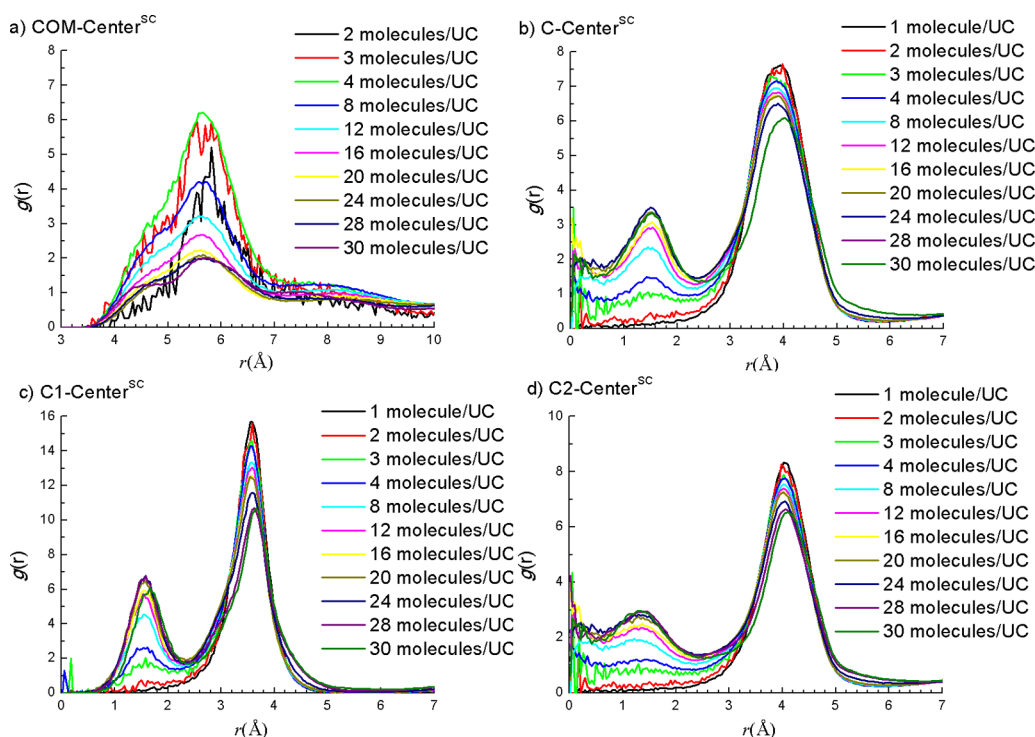 a) COM-Center^SC
2 molecules/UC
3 molecules/UC
4 molecules/UC
8 molecules/UC
12 molecules/UC
16 molecules/UC
20 molecules/UC
24 molecules/UC
28 molecules/UC
30 molecules/UC
g(r)
8
7
6
5
4
3
2
1
0
3 4 5 6 7 8 9 10
r(Å)
b) C-Center^SC
1 molecule/UC
2 molecules/UC
3 molecules/UC
4 molecules/UC
8 molecules/UC
12 molecules/UC
16 molecules/UC
20 molecules/UC
24 molecules/UC
28 molecules/UC
30 molecules/UC
g(r)
8
7
6
5
4
3
2
1
0
0 1 2 3 4 5 6 7
r(Å)
c) C1-Center^SC
1 molecule/UC
2 molecules/UC
3 molecules/UC
4 molecules/UC
8 molecules/UC
12 molecules/UC
16 molecules/UC
20 molecules/UC
24 molecules/UC
28 molecules/UC
30 molecules/UC
g(r)
16
14
12
10
8
6
4
2
0
0 1 2 3 4 5 6 7
r(Å)
d) C2-Center^SC
1 molecule/UC
2 molecules/UC
3 molecules/UC
4 molecules/UC
8 molecules/UC
12 molecules/UC
16 molecules/UC
20 molecules/UC
24 molecules/UC
28 molecules/UC
30 molecules/UC
g(r)
10
8
6
4
2
0
0 1 2 3 4 5 6 7
r(Å)